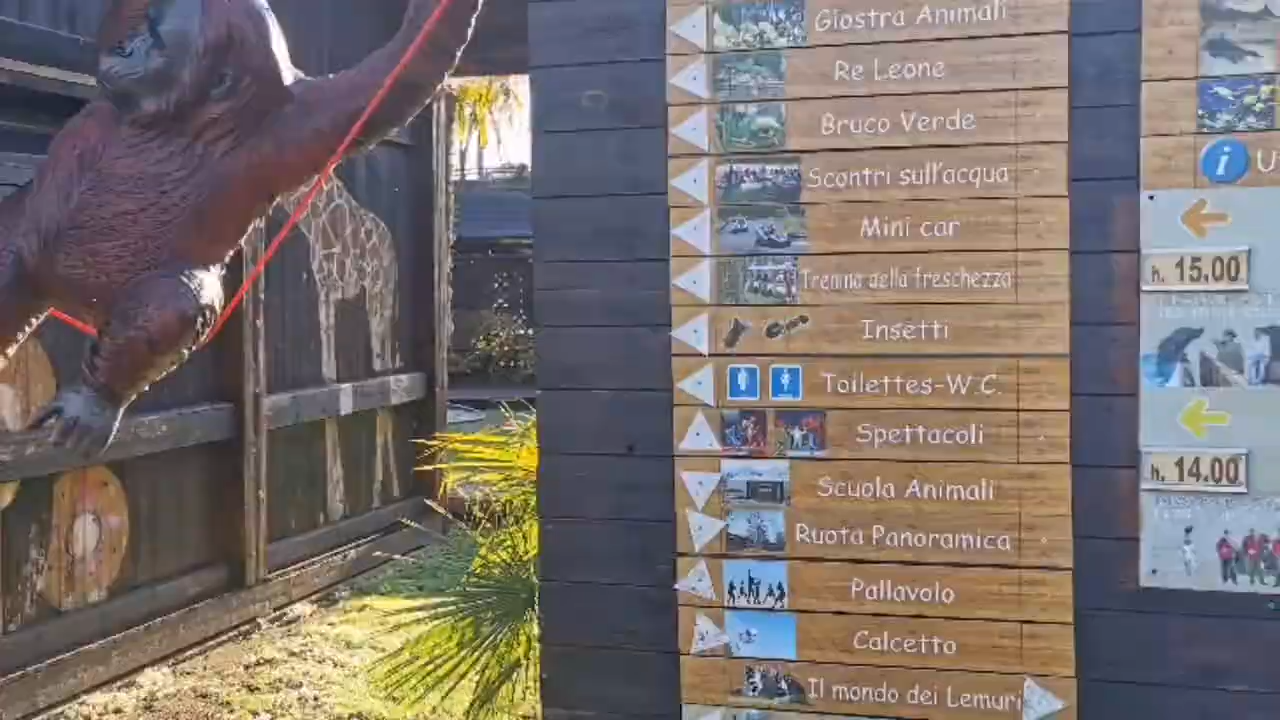 Giostra Animali
Re Leone
Bruco Verde
Scontri sull'acqua
Mini car
Trenino della freschezza
Insetti
Toilettes-W.C.
Spettacoli
Scuola Animali
Ruota Panoramica
Pallavolo
Calcetto
Il mondo dei Lemuri
i U
h. 15.00
h. 14.00